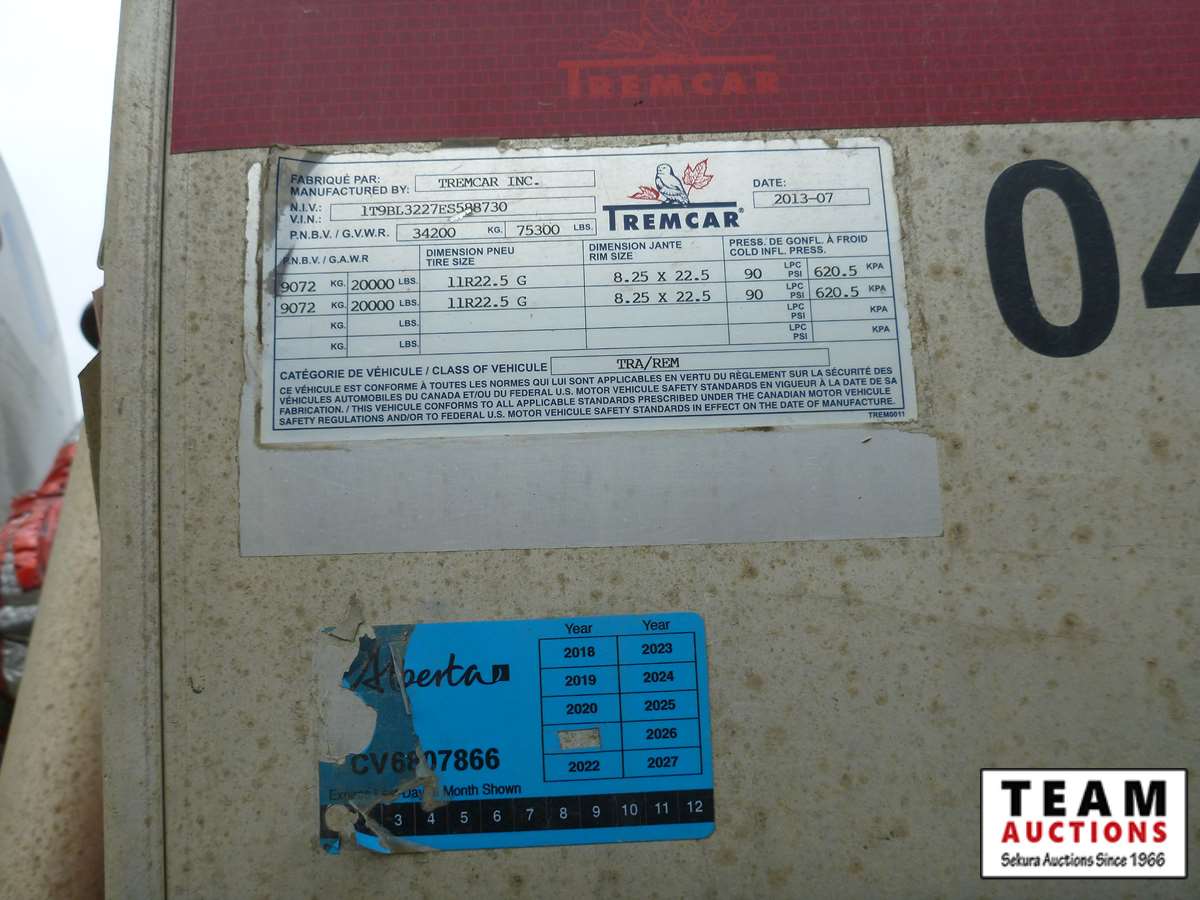 TREMCAR
FABRIQUÉ PAR: TREMCAR INC.
MANUFACTURED BY:
N.I.V.: 1T9BL3227ES588730
V.I.N.:
P.N.B.V. / G.V.W.R. 34200 KG. 75300 LBS.
TREMCAR
DATE: 2013-07
P.N.B.V. / G.A.W.R DIMENSION PNEU DIMENSION JANTE PRESS. DE GONFL. À FROID
TIRE SIZE RIM SIZE COLD INFL. PRESS.
9072 KG. 20000 LBS. 11R22.5 G 8.25 X 22.5 90 LPC PSI 620.5 KPA
9072 KG. 20000 LBS. 11R22.5 G 8.25 X 22.5 90 LPC PSI 620.5 KPA
KG. LBS. LPC PSI KPA
KG. LBS. LPC PSI KPA
CATÉGORIE DE VÉHICULE / CLASS OF VEHICULE TRA/REM
CE VÉHICULE EST CONFORME À TOUTES LES NORMES QUI LUI SONT APPLICABLES EN VERTU DU RÈGLEMENT SUR LA SÉCURITÉ DES
VÉHICULES AUTOMOBILES DU CANADA ET/OU DU FEDERAL U.S. MOTOR VEHICULE SAFETY STANDARDS EN VIGUEUR À LA DATE DE SA
FABRICATION. / THIS VEHICLE CONFORMS TO ALL APPLICABLE STANDARDS PRESCRIBED UNDER THE CANADIAN MOTOR VEHICLE
SAFETY REGULATIONS AND/OR TO FEDERAL U.S. MOTOR VEHICULE SAFETY STANDARDS IN EFFECT ON THE DATE OF MANUFACTURE.
TREM0011
04
Alberta
Year Year
2018 2023
2019 2024
2020 2025
2026
2022 2027
CV6807866
Day Month Shown
3 4 5 6 7 8 9 10 11 12
TEAM
AUCTIONS
Sekura Auctions Since 1966